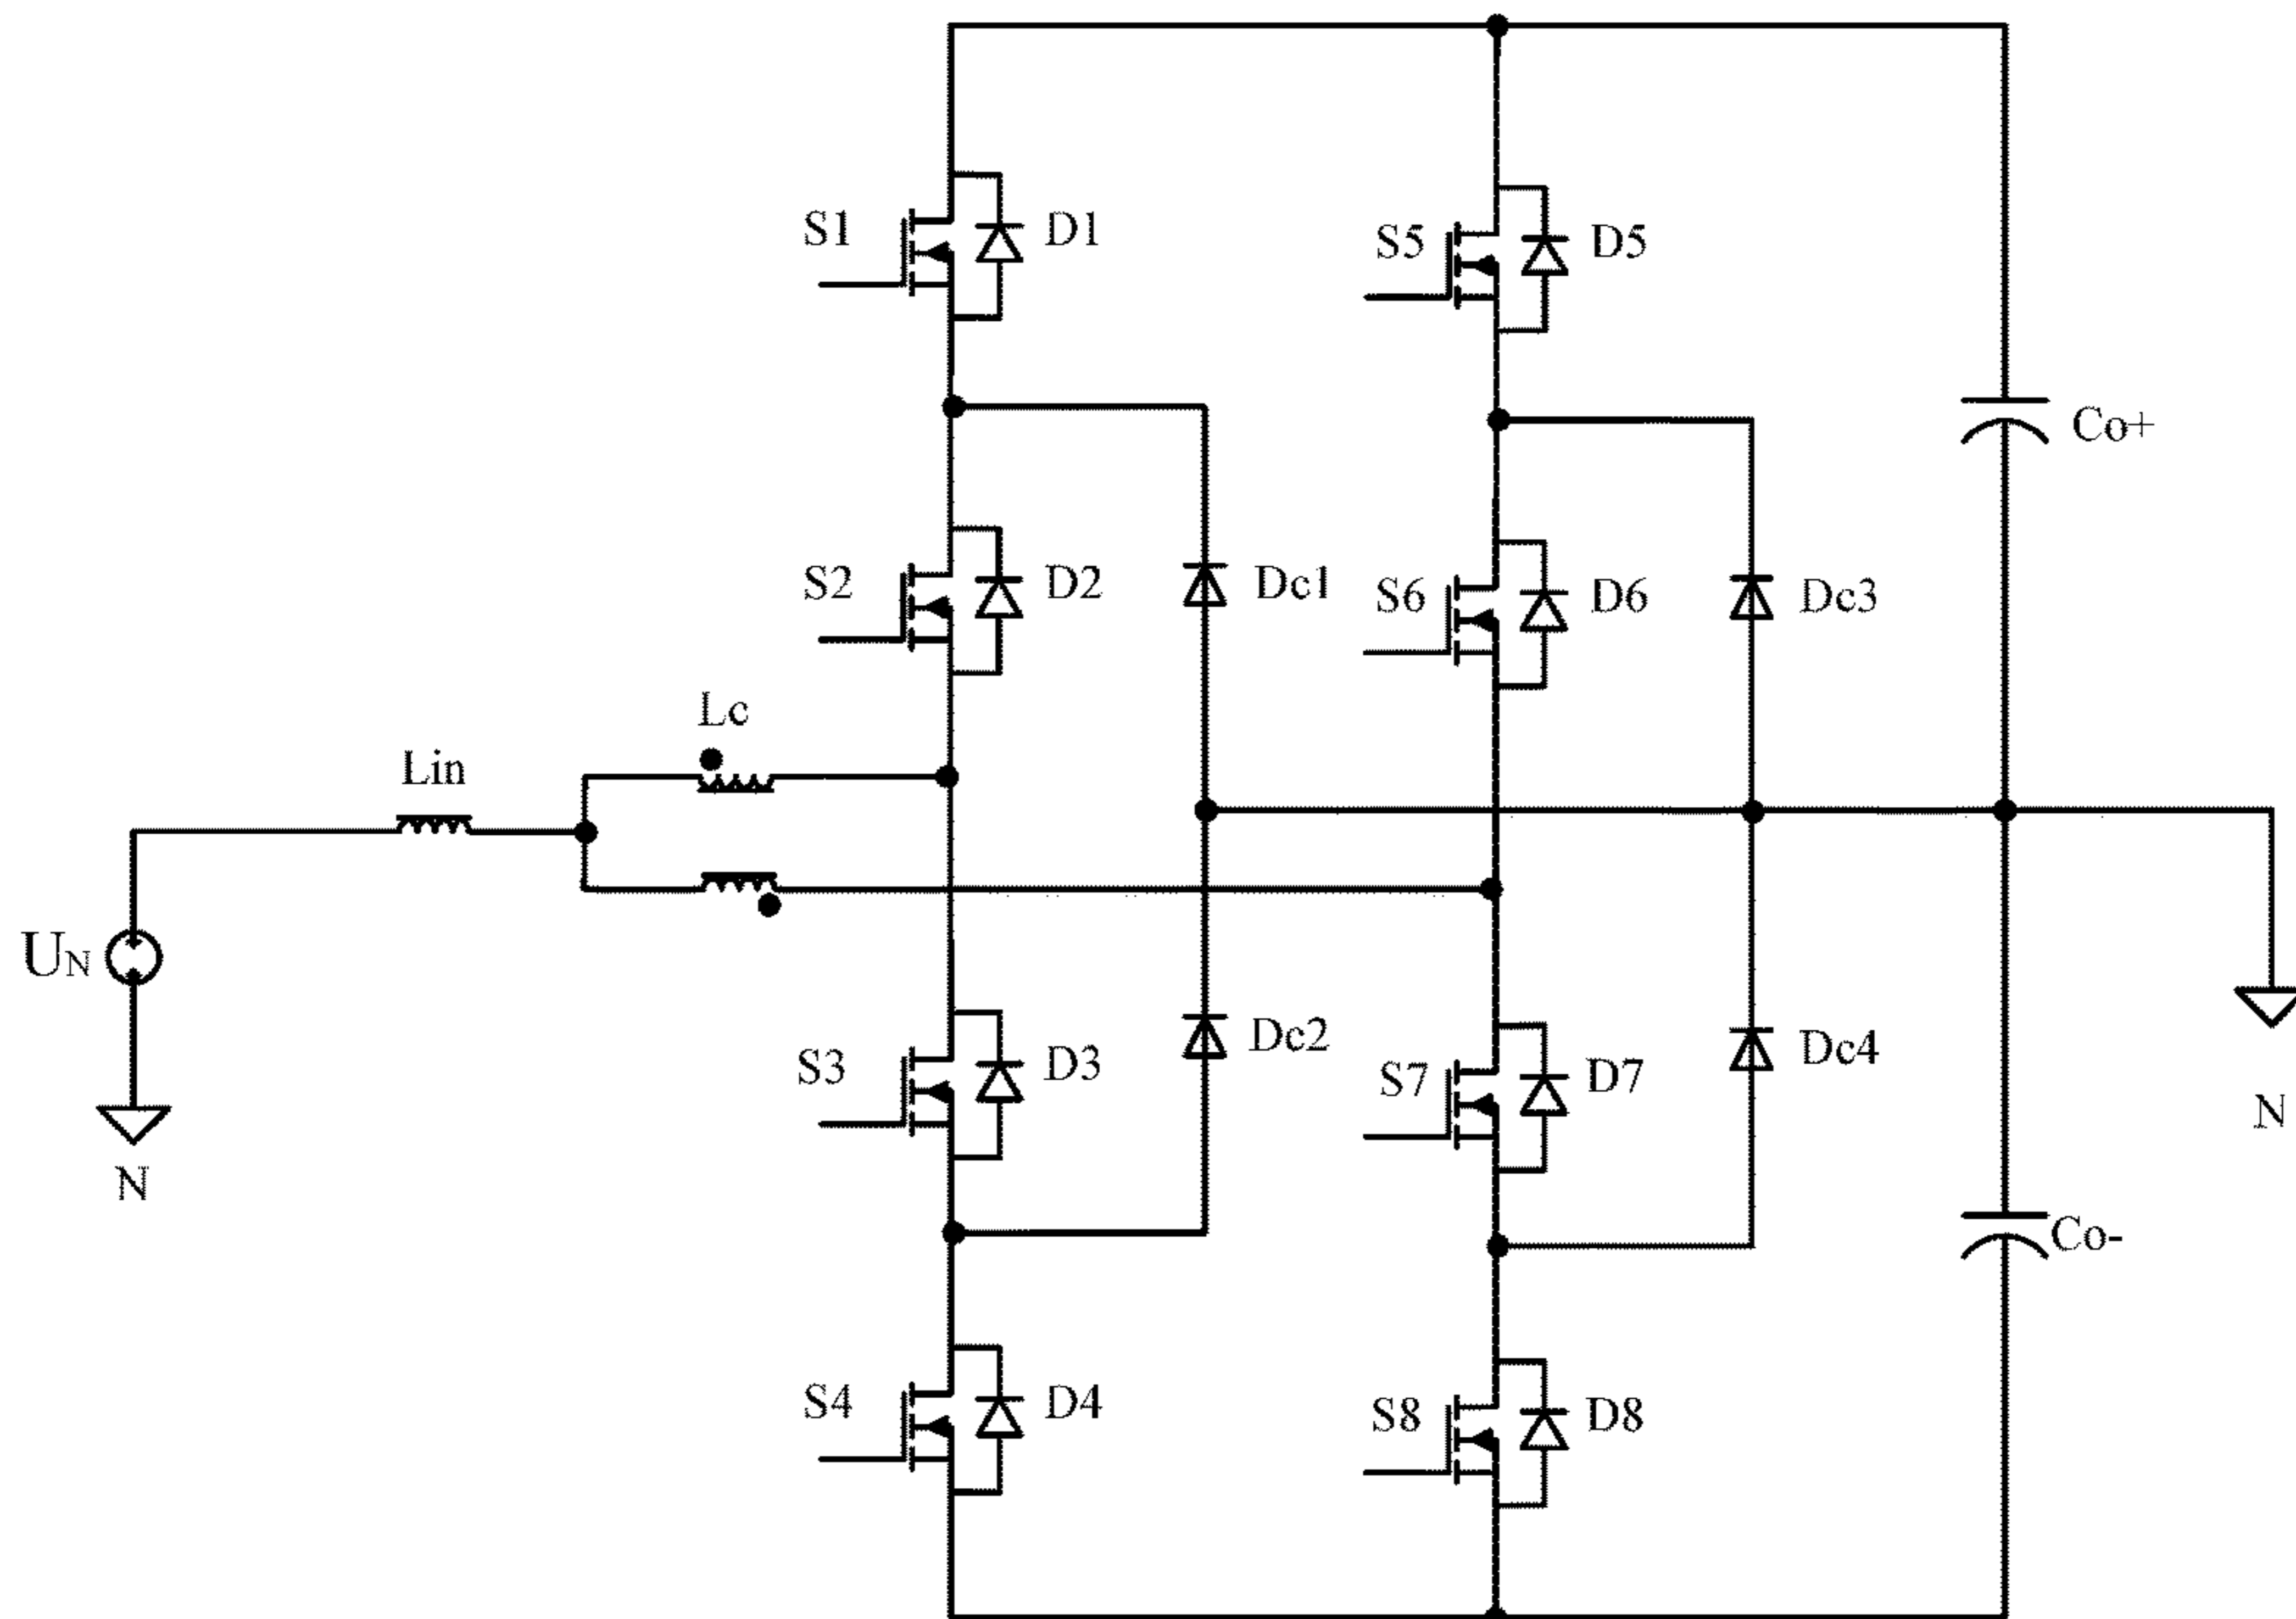 S1
D1
S5
D5
Co+
S2
D2
Dc1
S6
D6
Dc3
Lc
Lin
UN
S3
D3
Dc2
S7
D7
Dc4
N
N
Co-
S4
D4
S8
D8